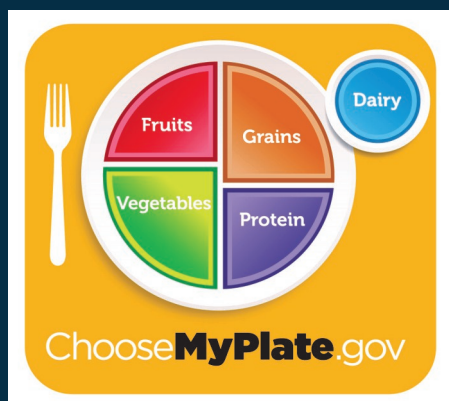 Dairy
Fruits
Grains
Vegetables
Protein
ChooseMyPlate.gov